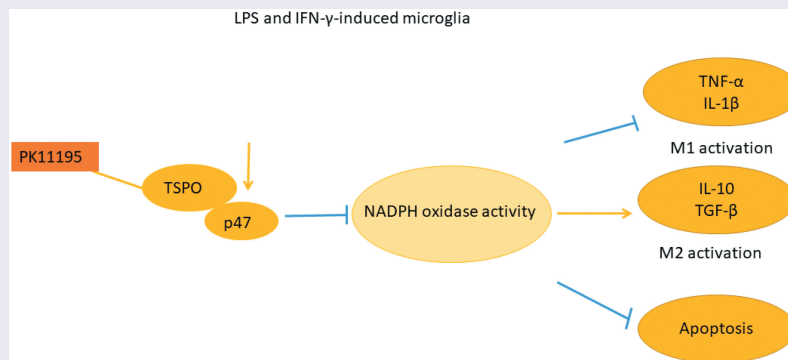 LPS and IFN-γ-induced microglia
TNF-α
IL-1β
M1 activation
PK11195
TSPO
p47
NADPH oxidase activity
IL-10
TGF-β
M2 activation
Apoptosis